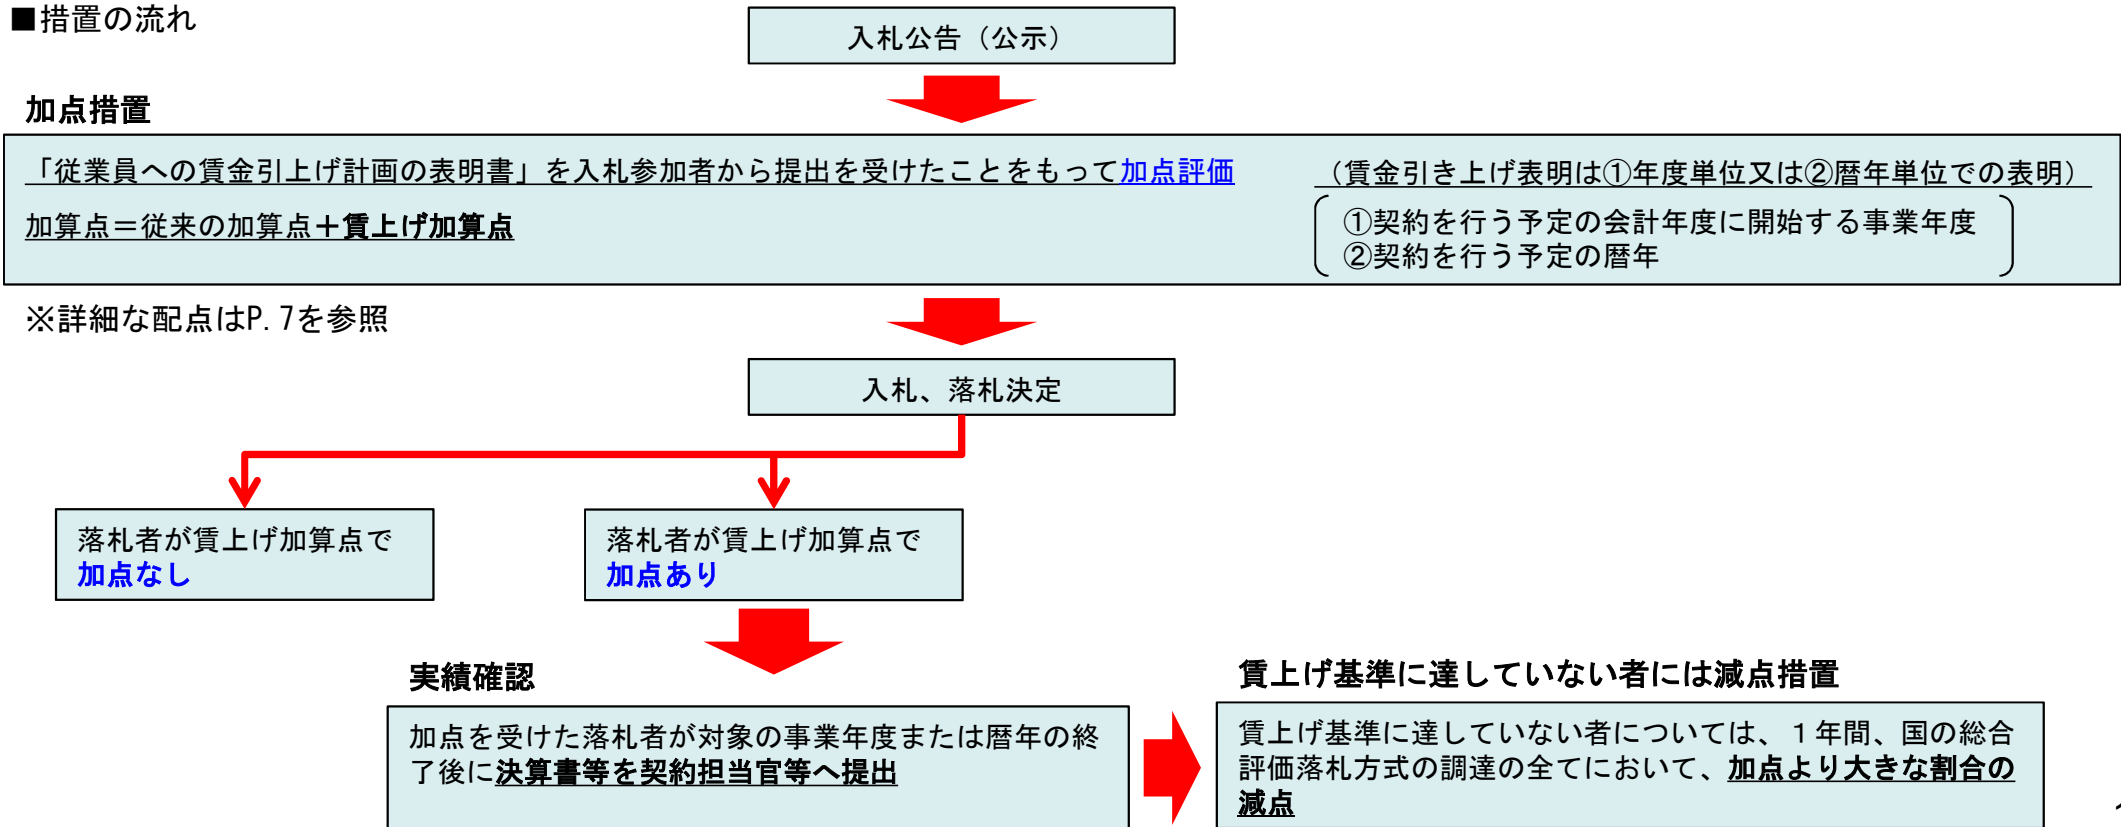 ■措置の流れ
入札公告（公示）
加点措置
「従業員への賃金引上げ計画の表明書」を入札参加者から提出を受けたことをもって加点評価
（賃金引き上げ表明は①年度単位又は②暦年単位での表明）
加算点＝従来の加算点＋賃上げ加算点
①契約を行う予定の会計年度に開始する事業年度
②契約を行う予定の暦年
※詳細な配点はP.7を参照
入札、落札決定
落札者が賃上げ加算点で
加点なし
落札者が賃上げ加算点で
加点あり
実績確認
加点を受けた落札者が対象の事業年度または暦年の終
了後に決算書等を契約担当官等へ提出
賃上げ基準に達していない者には減点措置
賃上げ基準に達していない者については、１年間、国の総合
評価落札方式の調達の全てにおいて、加点より大きな割合の
減点